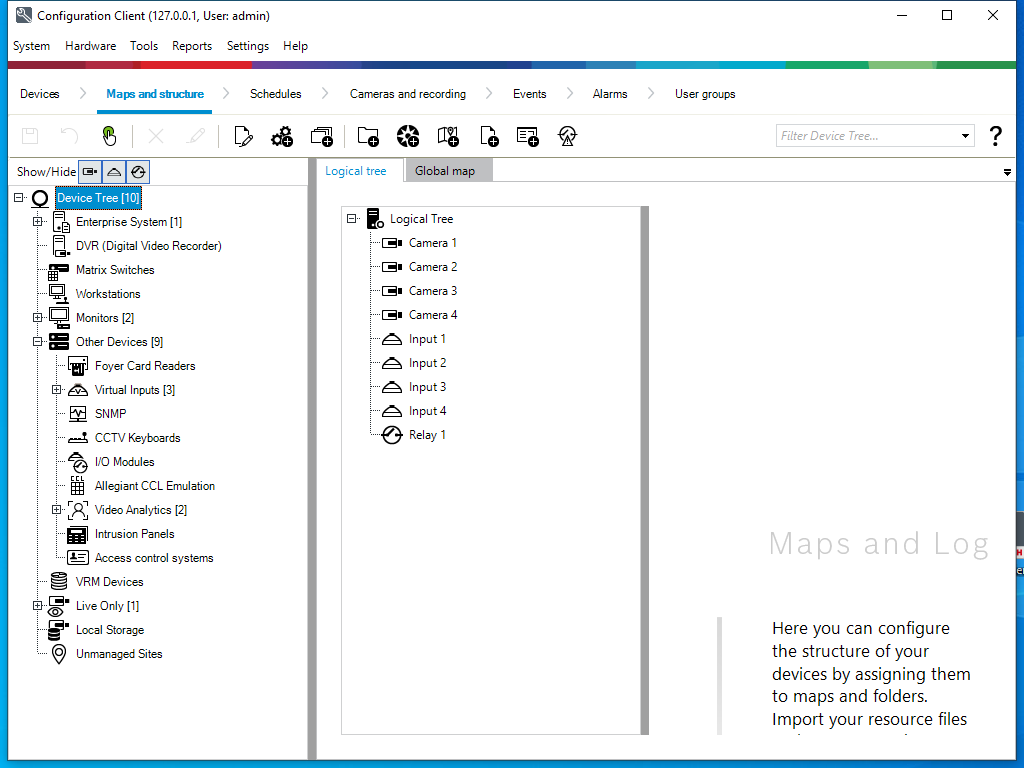 Configuration Client (127.0.0.1, User: admin)
System Hardware Tools Reports Settings Help
Devices Maps and structure Schedules Cameras and recording Events Alarms User groups
Filter Device Tree...
?
Show/Hide
Logical tree Global map
Device Tree [10]
Enterprise System [1]
DVR (Digital Video Recorder)
Matrix Switches
Workstations
Monitors [2]
Other Devices [9]
Foyer Card Readers
Virtual Inputs [3]
SNMP
CCTV Keyboards
I/O Modules
Allegiant CCL Emulation
Video Analytics [2]
Intrusion Panels
Access control systems
VRM Devices
Live Only [1]
Local Storage
Unmanaged Sites
Logical Tree
Camera 1
Camera 2
Camera 3
Camera 4
Input 1
Input 2
Input 3
Input 4
Relay 1
Maps and Log
Here you can configure
the structure of your
devices by assigning them
to maps and folders.
Import your resource files